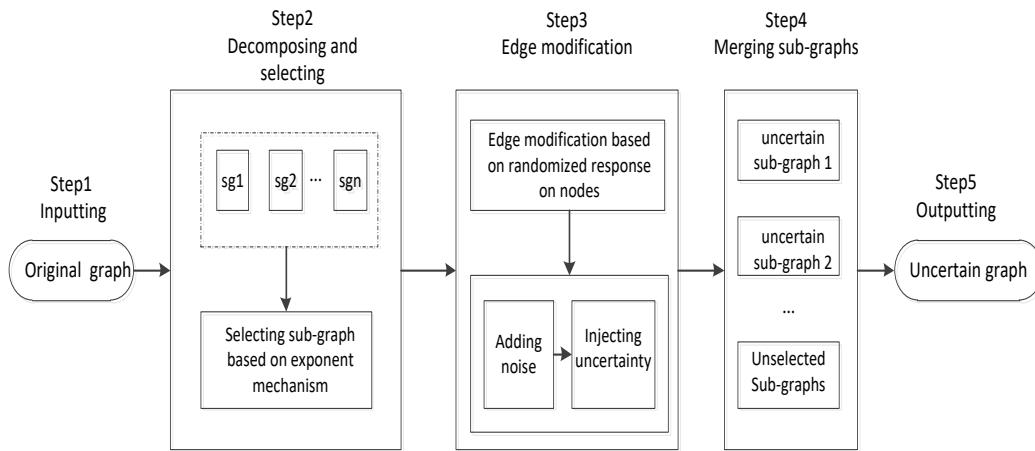 Step1
Inputting
Original graph
Step2
Decomposing and
selecting
sg1
sg2
...
sgn
Selecting sub-graph
based on exponent
mechanism
Step3
Edge modification
Edge modification based
on randomized response
on nodes
Adding
noise
Injecting
uncertainty
Step4
Merging sub-graphs
uncertain
sub-graph 1
uncertain
sub-graph 2
...
Unselected
Sub-graphs
Step5
Outputting
Uncertain graph